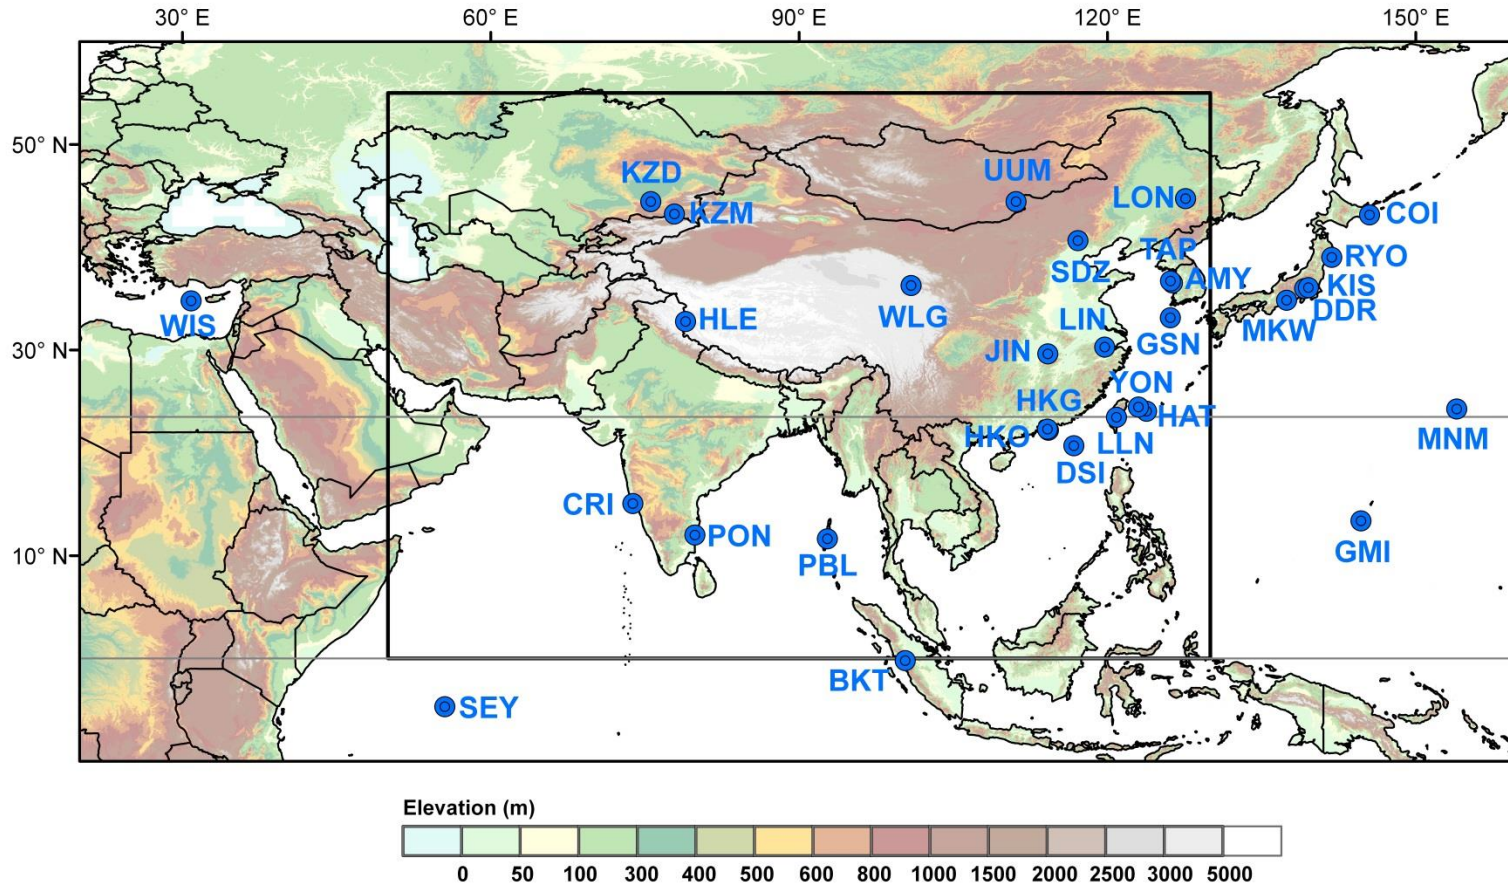 30° E 60° E 90° E 120° E 150° E
50° N
30° N
10° N
KZD
UUM
KZM
LON
COI
TAP
RYO
SDZ
AMY
KIS
WLG
DDR
WIS
HLE
LIN
MKW
JIN
GSN
YON
HKG
HAT
HKO
LLN
MNM
DSI
CRI
PON
PBL
GMI
BKT
SEY
Elevation (m)
0 50 100 300 400 500 600 800 1000 1500 2000 2500 3000 5000